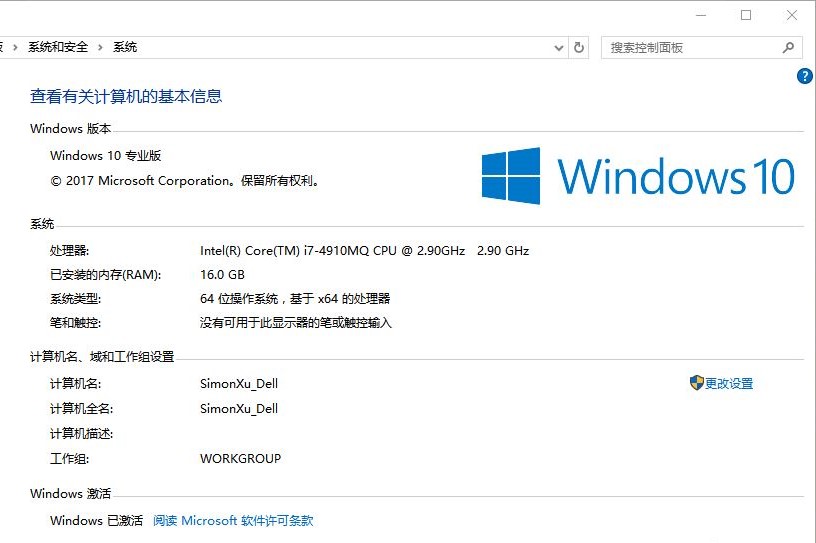 系统和安全 › 系统
搜索控制面板
?
查看有关计算机的基本信息
Windows 版本
Windows 10 专业版
© 2017 Microsoft Corporation。保留所有权利。
Windows 10
系统
处理器: Intel(R) Core(TM) i7-4910MQ CPU @ 2.90GHz 2.90 GHz
已安装的内存(RAM): 16.0 GB
系统类型: 64 位操作系统，基于 x64 的处理器
笔和触控: 没有可用于此显示器的笔或触控输入
计算机名、域和工作组设置
计算机名: SimonXu_Dell
更改设置
计算机全名: SimonXu_Dell
计算机描述:
工作组: WORKGROUP
Windows 激活
Windows 已激活 阅读 Microsoft 软件许可条款